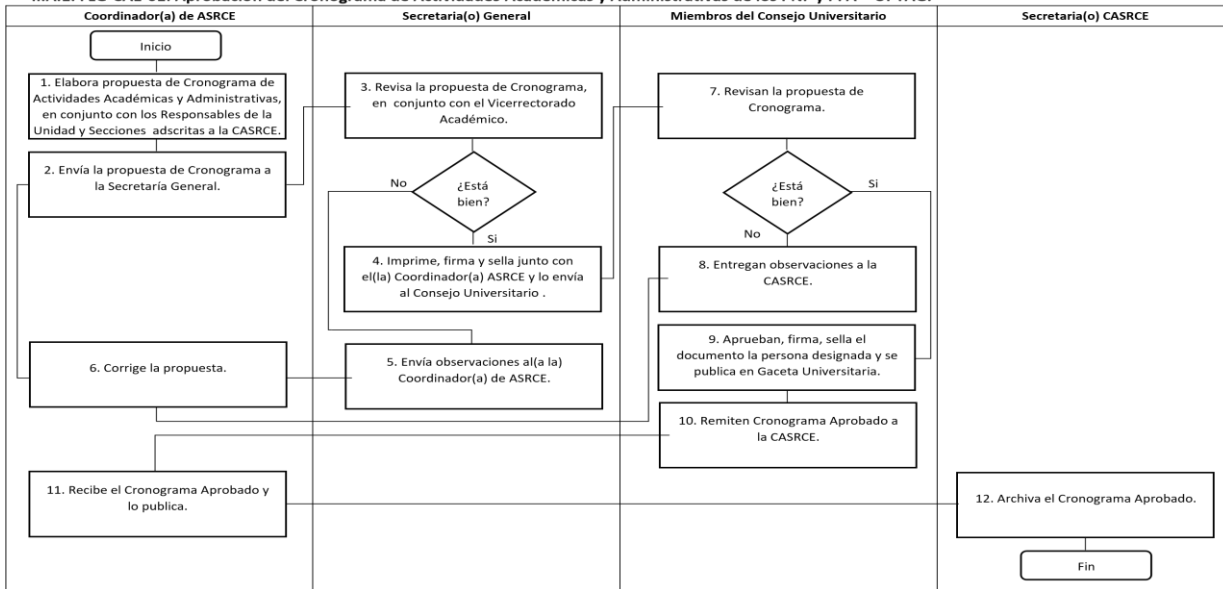 Coordinador(a) de ASRCE
Secretaria(o) General
Miembros del Consejo Universitario
Secretaria(o) CASRCE
Inicio
1. Elabora propuesta de Cronograma de
Actividades Académicas y Administrativas,
en conjunto con los Responsables de la
Unidad y Secciones adscritas a la CASRCE.
2. Envía la propuesta de Cronograma a
la Secretaría General.
3. Revisa la propuesta de Cronograma,
en conjunto con el Vicerrectorado
Académico.
¿Está
bien?
No
Si
4. Imprime, firma y sella junto con
el(la) Coordinador(a) ASRCE y lo envía
al Consejo Universitario .
5. Envía observaciones al(a la)
Coordinador(a) de ASRCE.
6. Corrige la propuesta.
7. Revisan la propuesta de
Cronograma.
¿Está
bien?
Si
No
8. Entregan observaciones a la
CASRCE.
9. Aprueban, firma, sella el
documento la persona designada y se
publica en Gaceta Universitaria.
10. Remiten Cronograma Aprobado a
la CASRCE.
11. Recibe el Cronograma Aprobado y
lo publica.
12. Archiva el Cronograma Aprobado.
Fin